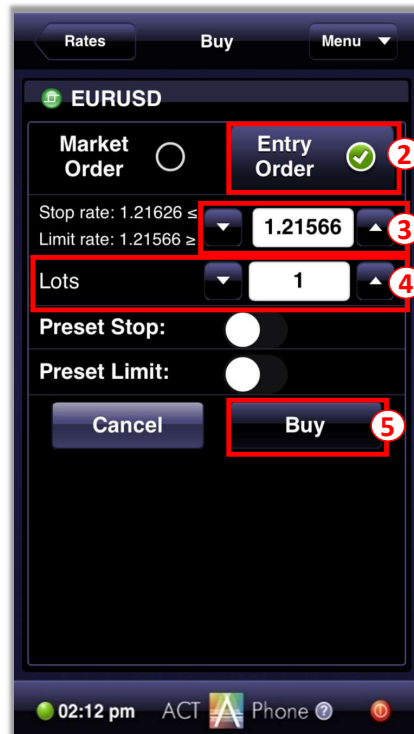 Rates Buy Menu
EURUSD
Market Order Entry Order 2
Stop rate: 1.21626 ≤
Limit rate: 1.21566 ≥
1.21566 3
Lots 1 4
Preset Stop:
Preset Limit:
Cancel Buy 5
02:12 pm ACT Phone ?